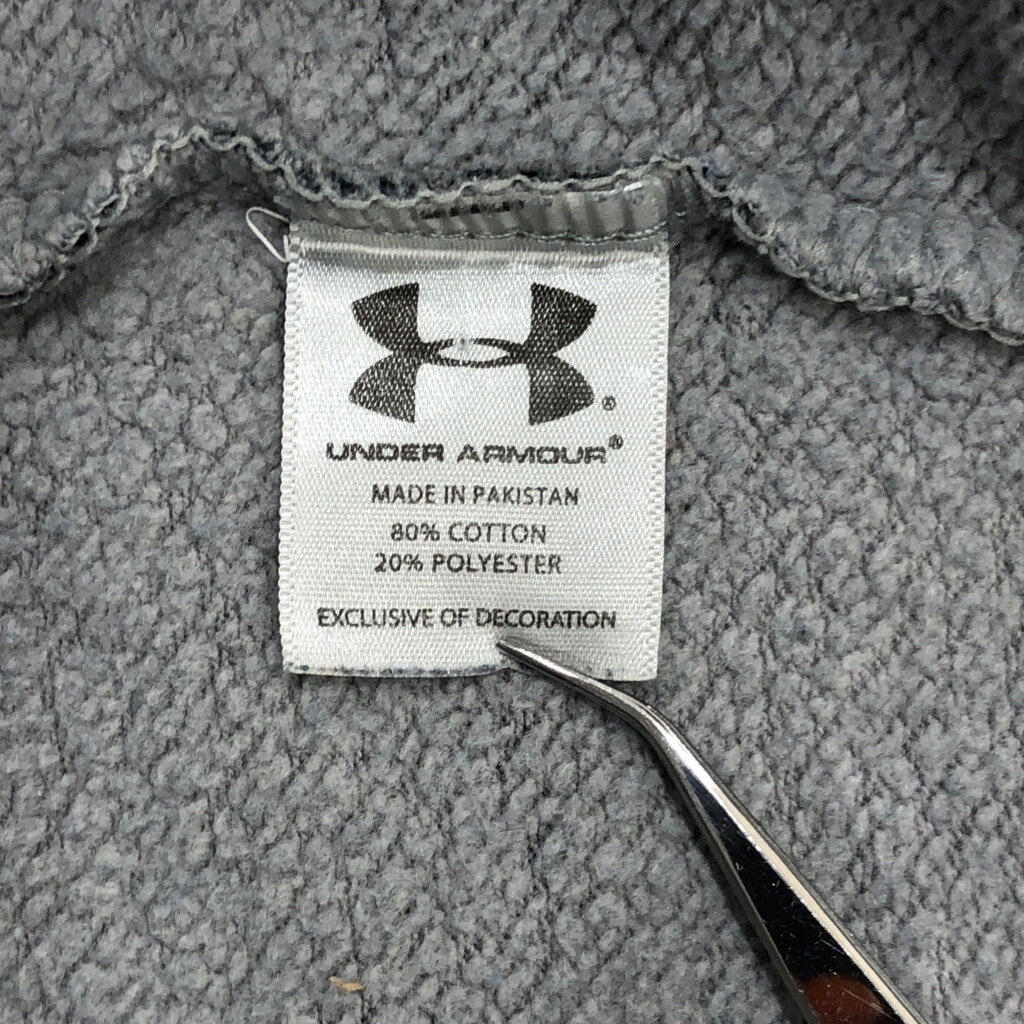 ®
UNDER ARMOUR®
MADE IN PAKISTAN
80% COTTON
20% POLYESTER
EXCLUSIVE OF DECORATION